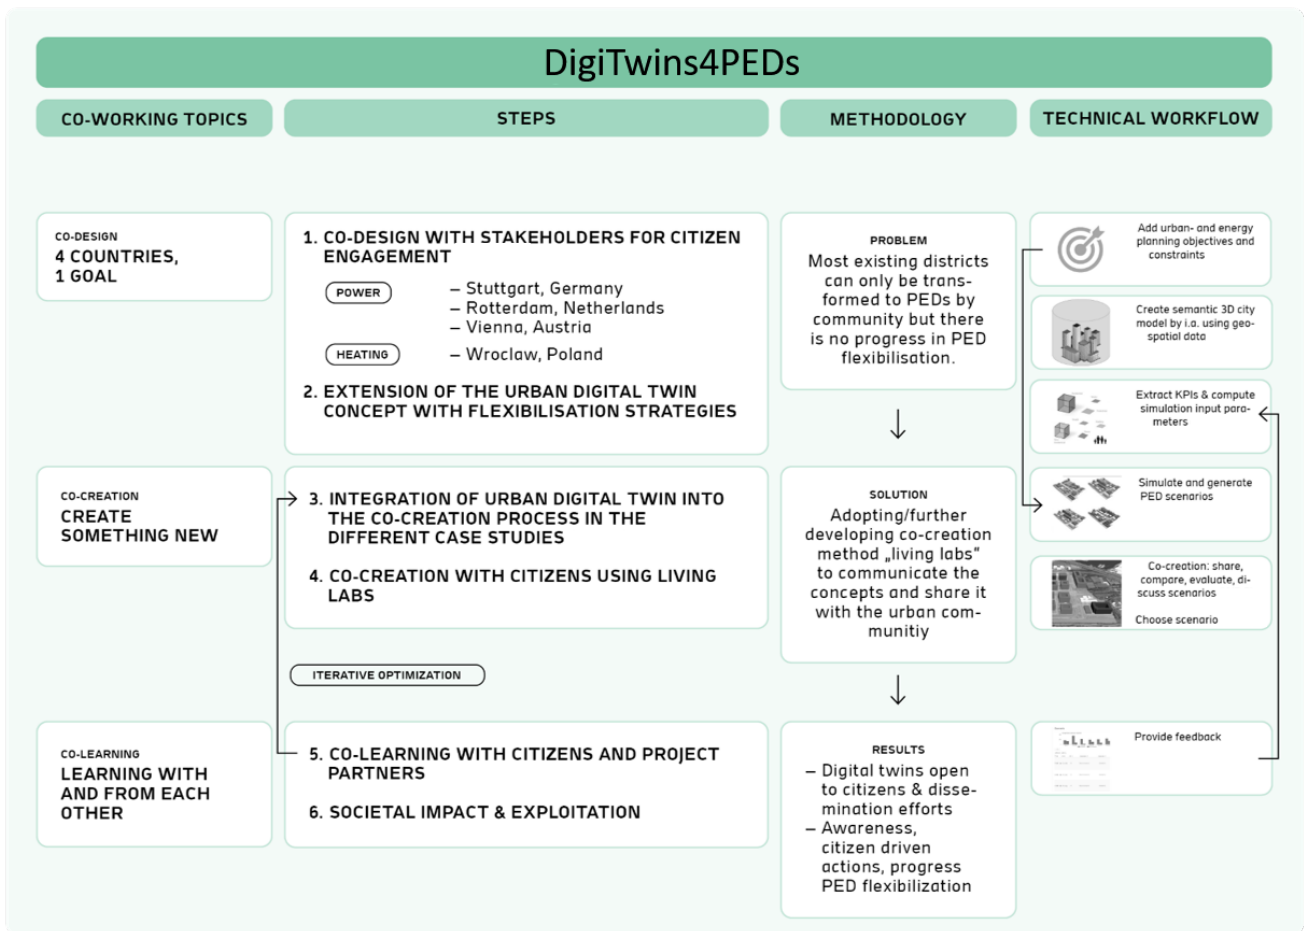 DigiTwins4PEDs
CO-WORKING TOPICS
STEPS
METHODOLOGY
TECHNICAL WORKFLOW
CO-DESIGN
4 COUNTRIES,
1 GOAL
1. CO-DESIGN WITH STAKEHOLDERS FOR CITIZEN
ENGAGEMENT
POWER
– Stuttgart, Germany
– Rotterdam, Netherlands
– Vienna, Austria
HEATING
– Wroclaw, Poland
2. EXTENSION OF THE URBAN DIGITAL TWIN
CONCEPT WITH FLEXIBILISATION STRATEGIES
PROBLEM
Most existing districts
can only be trans-
formed to PEDs by
community but there
is no progress in PED
flexibilisation.
Add urban- and energy
planning objectives and
constraints
Create semantic 3D city
model by i.a. using geo-
spatial data
Extract KPIs & compute
simulation input para-
meters
CO-CREATION
CREATE
SOMETHING NEW
3. INTEGRATION OF URBAN DIGITAL TWIN INTO
THE CO-CREATION PROCESS IN THE
DIFFERENT CASE STUDIES
4. CO-CREATION WITH CITIZENS USING LIVING
LABS
SOLUTION
Adopting/further
developing co-creation
method „living labs“
to communicate the
concepts and share it
with the urban com-
munitiy
Simulate and generate
PED scenarios
Co-creation: share,
compare, evaluate, di-
scuss scenarios
Choose scenario
ITERATIVE OPTIMIZATION
CO-LEARNING
LEARNING WITH
AND FROM EACH
OTHER
5. CO-LEARNING WITH CITIZENS AND PROJECT
PARTNERS
6. SOCIETAL IMPACT & EXPLOITATION
RESULTS
– Digital twins open
to citizens & disse-
mination efforts
– Awareness,
citizen driven
actions, progress
PED flexibilization
Provide feedback